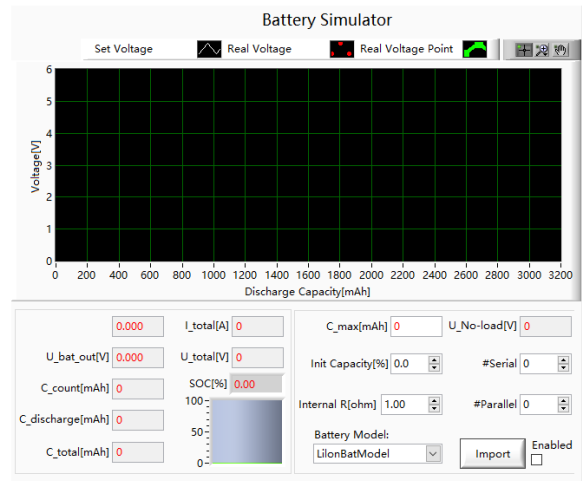 Battery Simulator
Set Voltage Real Voltage Real Voltage Point
6
5
4
3
2
1
0
Voltage[V]
0 200 400 600 800 1000 1200 1400 1600 1800 2000 2200 2400 2600 2800 3000 3200
Discharge Capacity[mAh]
0.000 I_total[A] 0
U_bat_out[V] 0.000 U_total[V] 0
C_count[mAh] 0 SOC[%] 0.00
C_discharge[mAh] 0
C_total[mAh] 0
100
50
0
C_max[mAh] 0 U_No-load[V] 0
Init Capacity[%] 0.0 #Serial 0
Internal R[ohm] 1.00 #Parallel 0
Battery Model:
LiIonBatModel Import Enabled